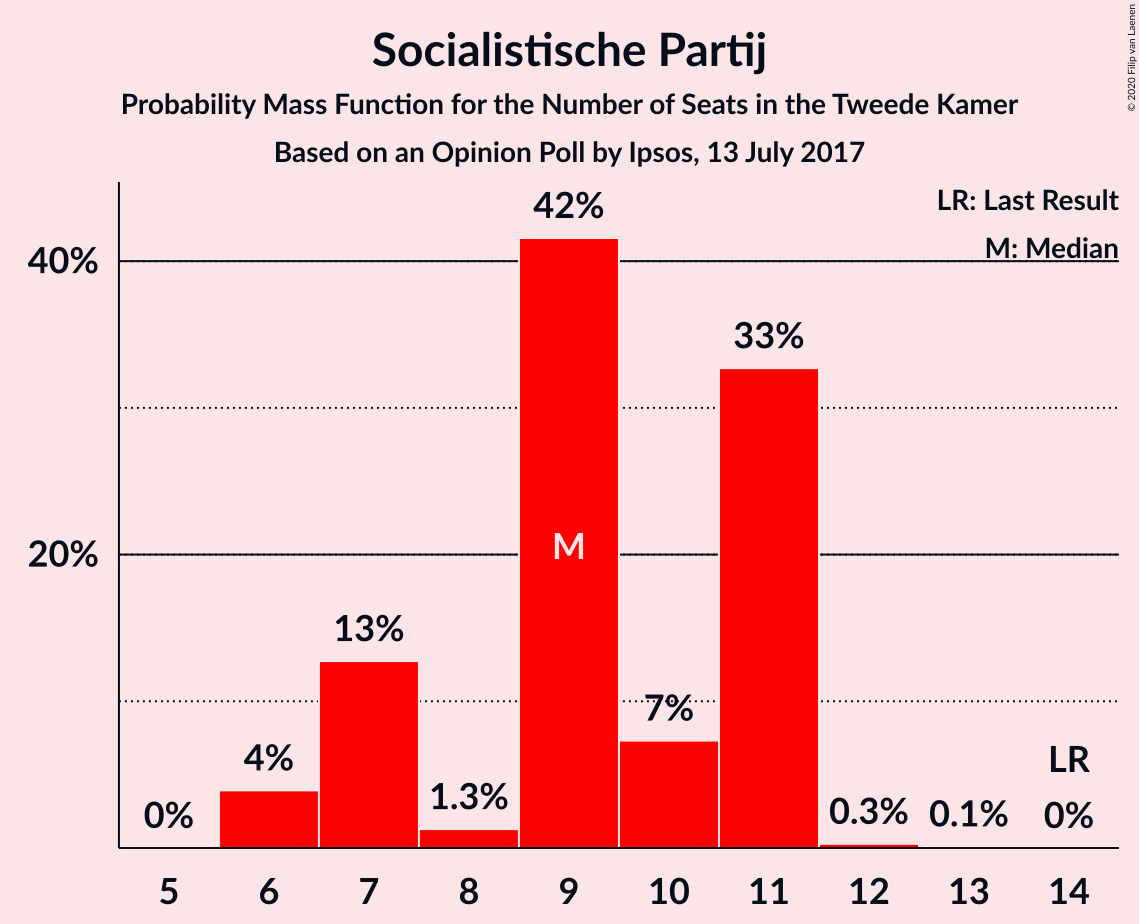 Socialistische Partij
Probability Mass Function for the Number of Seats in the Tweede Kamer
Based on an Opinion Poll by Ipsos, 13 July 2017
© 2020 Filip van Laenen
LR: Last Result
M: Median
40%
20%
0%
4%
13%
1.3%
42%
M
7%
33%
0.3%
0.1%
LR
0%
5 6 7 8 9 10 11 12 13 14